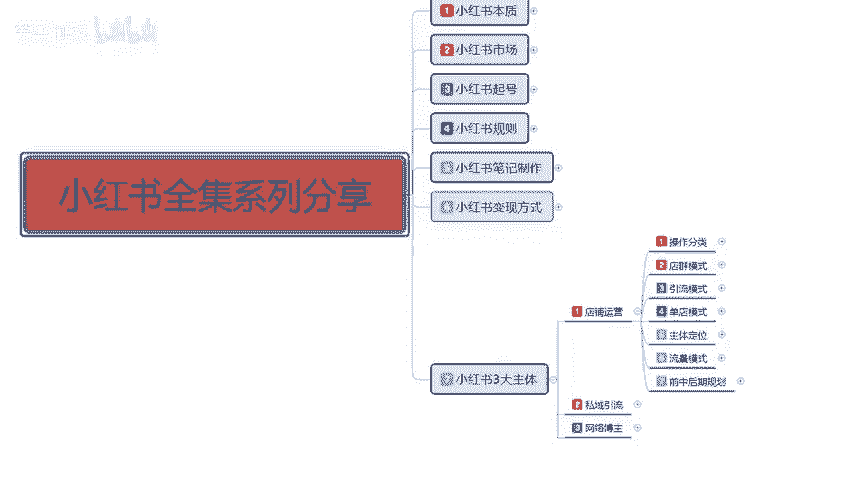 小红书全集系列分享
1 小红书本质
2 小红书市场
3 小红书起号
4 小红书规则
小红书笔记制作
小红书变现方式
小红书3大主体
1 店铺运营
1 操作分类
2 店群模式
3 引流模式
4 单店模式
主体定位
流量模式
前中后期规划
2 私域引流
3 网络博主